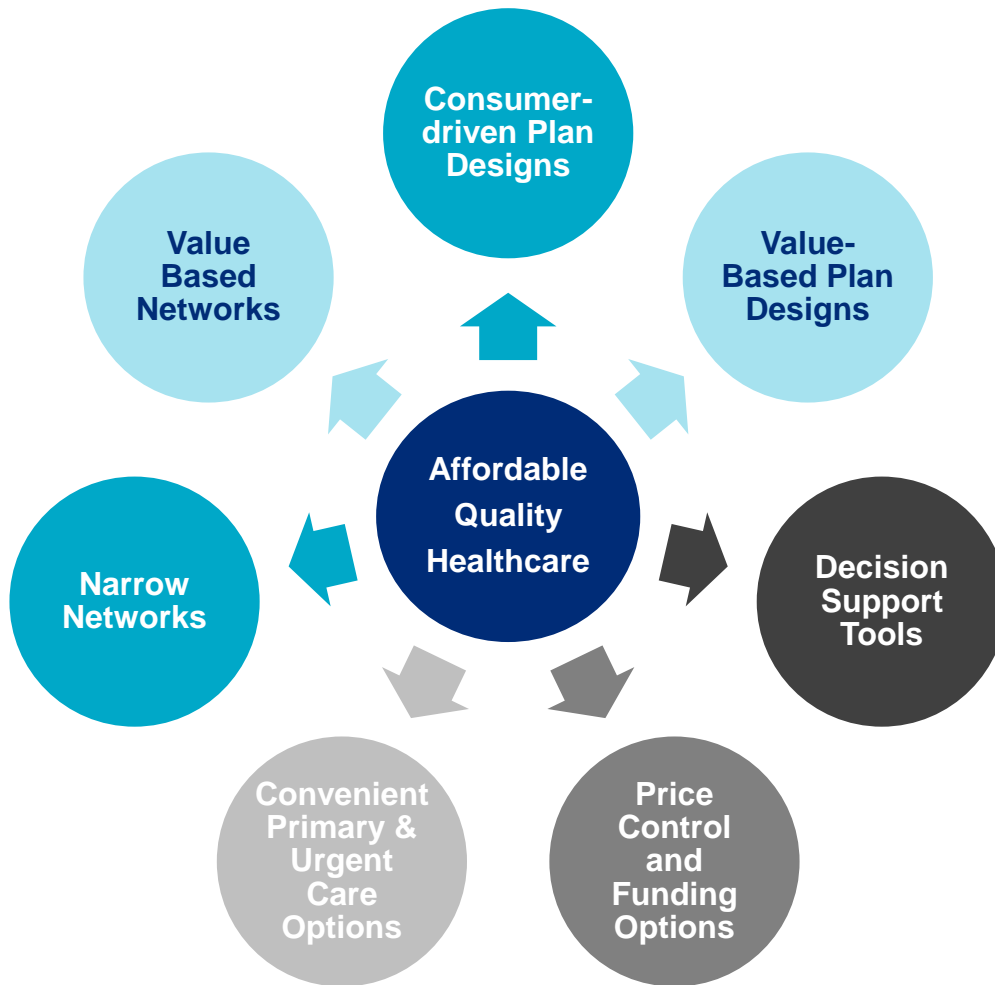 Consumer-
driven Plan
Designs
Value
Based
Networks
Value-
Based Plan
Designs
Affordable
Quality
Healthcare
Narrow
Networks
Decision
Support
Tools
Convenient
Primary &
Urgent
Care
Options
Price
Control
and
Funding
Options